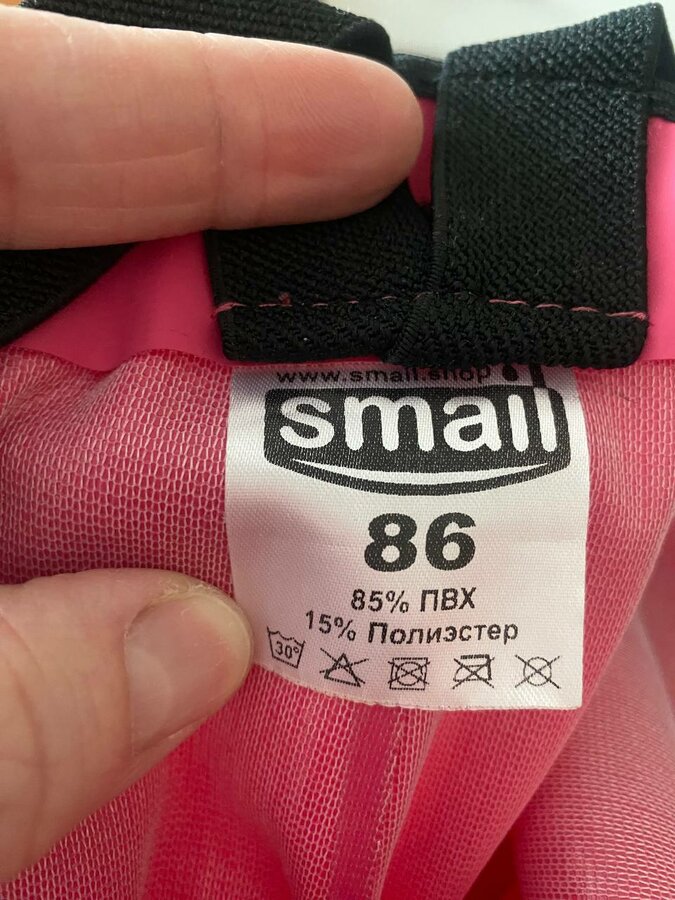 www.small.shop
small
86
85% ПВХ
15% Полиэстер
30°